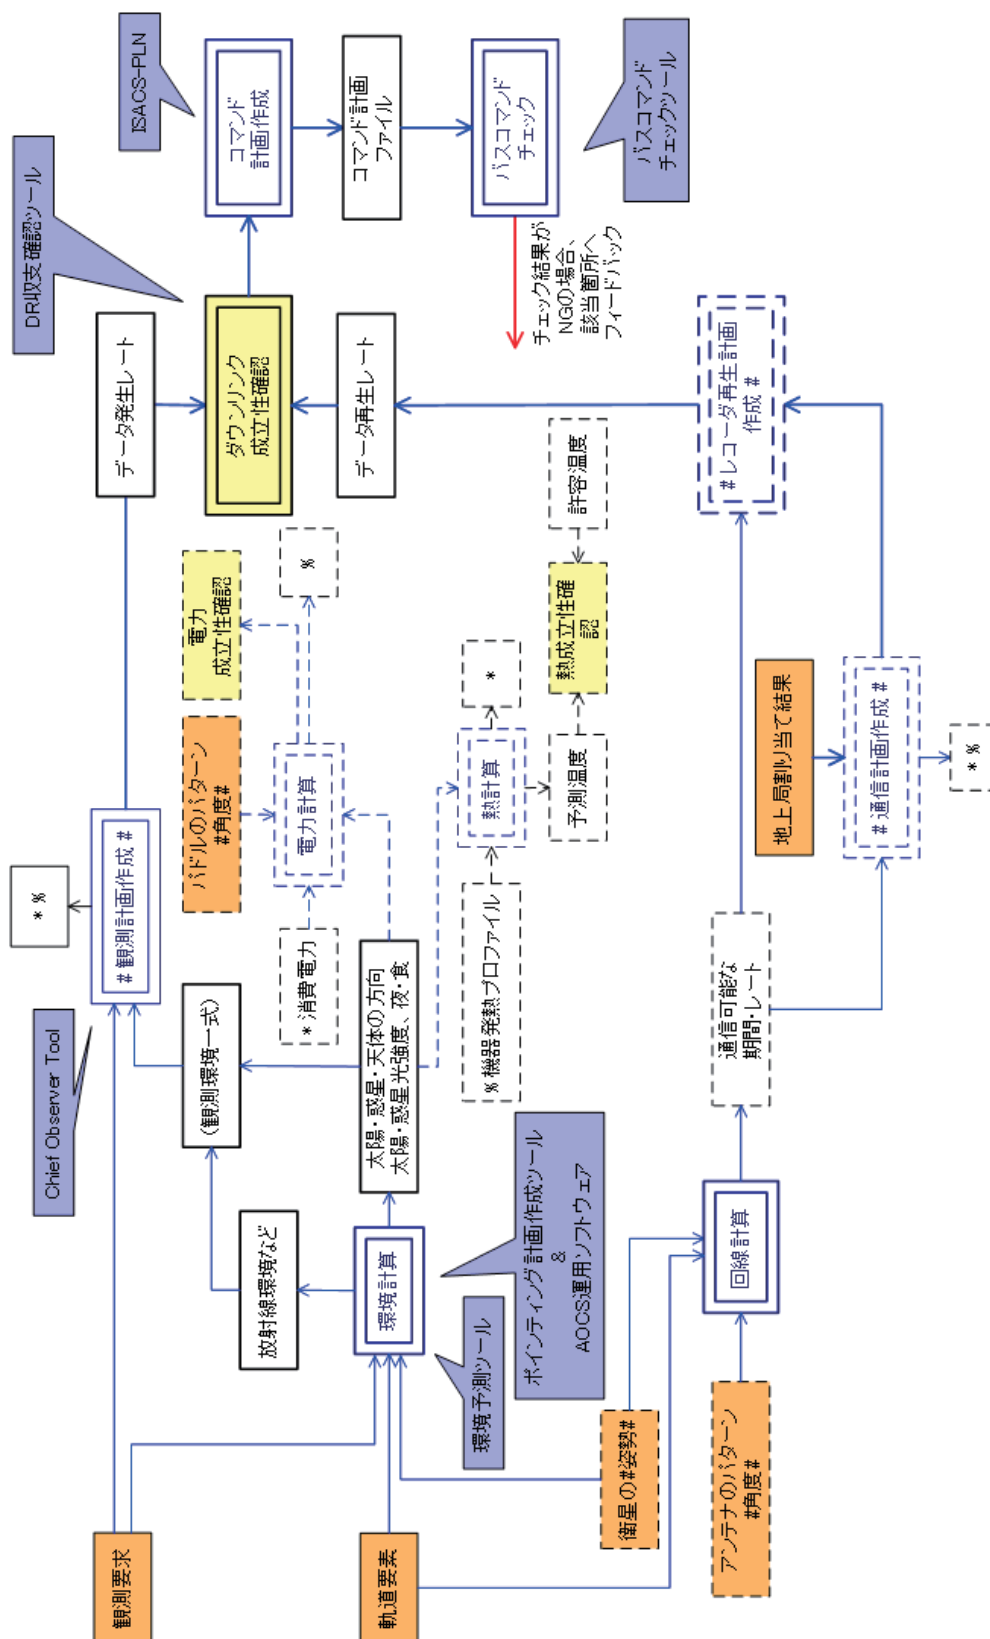 観測要求
軌道要素
衛星の#姿勢#
アンテナのパターン
#角度#
環境予測ツール
ポインティング計画作成ツール
&
AOCS運用ソフトウェア
放射線環境など
環境計算
回線計算
Chief Observer Tool
(観測環境一式)
太陽・惑星・天体の方向
太陽・惑星光強度、夜・食
通信可能な
期間・レート
* %
#観測計画作成#
*消費電力
%機器発熱プロファイル
パドルのパターン
#角度#
電力計算
熱計算
予測温度
地上局割り当て結果
#通信計画作成#
* %
電力
成立性確認
%
*
熱成立性確
認
許容温度
DR収支確認ツール
データ発生レート
ダウンリンク
成立性確認
データ再生レート
#レコーダ再生計画
作成#
ISACS-PLN
コマンド
計画作成
コマンド計画
ファイル
バスコマンド
チェック
チェック結果が
NGの場合、
該当箇所へ
フィードバック
バスコマンド
チェックツール